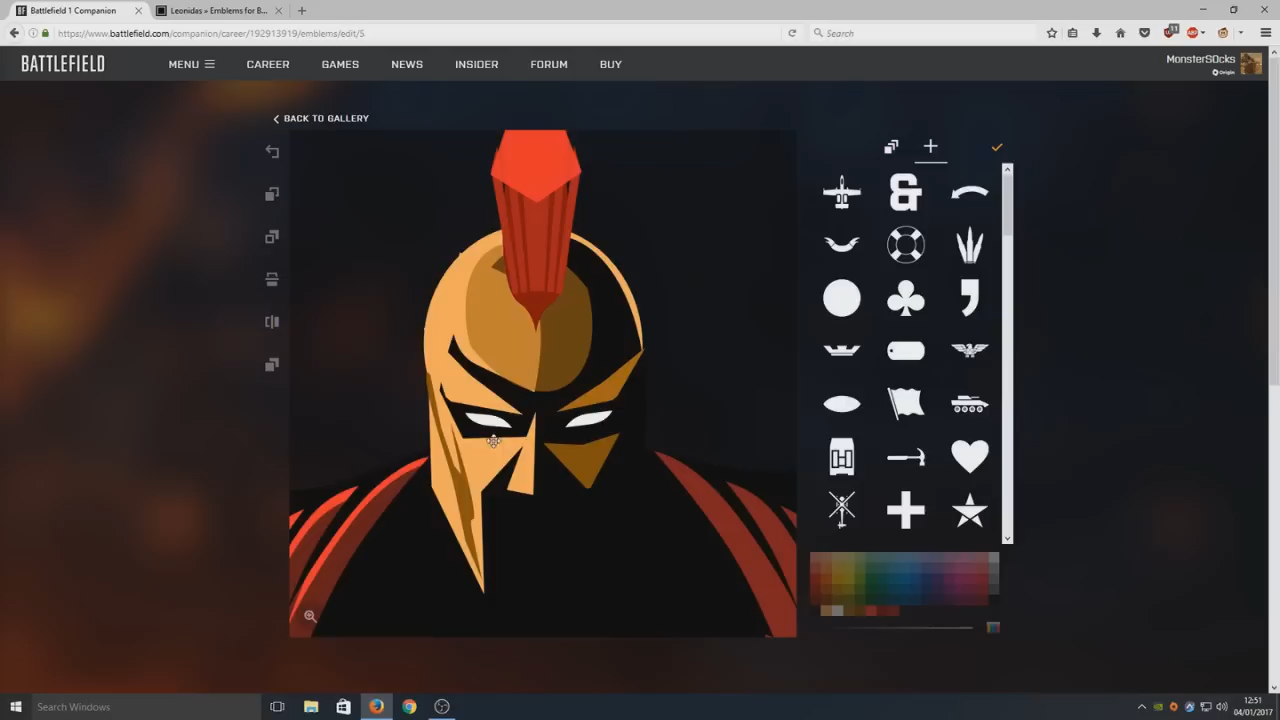 Battlefield 1 Companion
Leonidas » Emblems for B...
https://www.battlefield.com/companion/career/192913919/emblems/edit/S
Search
BATTLEFIELD
MENU
CAREER
GAMES
NEWS
INSIDER
FORUM
BUY
MonsterS0cks
Origin
BACK TO GALLERY
&
Search Windows
12:51
04/01/2017